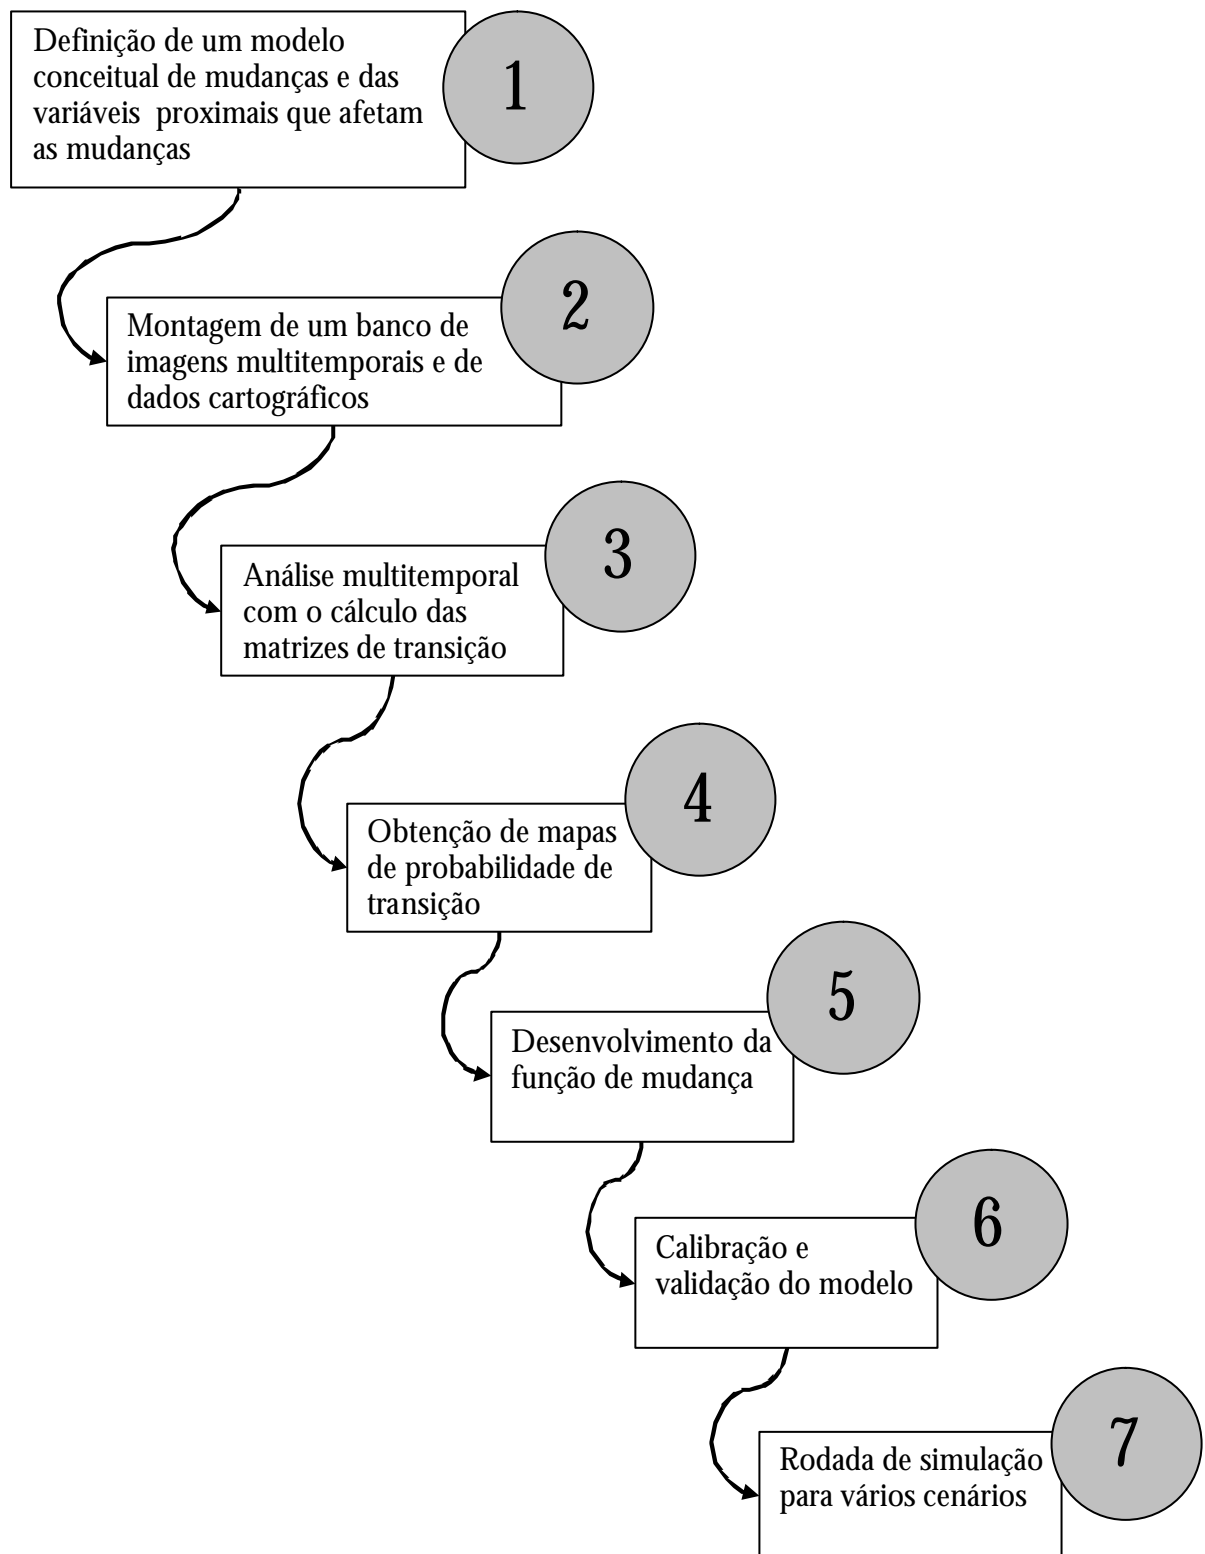 Definição de um modelo
conceitual de mudanças e das
variáveis proximais que afetam
as mudanças
1
Montagem de um banco de
imagens multitemporais e de
dados cartográficos
2
Análise multitemporal
com o cálculo das
matrizes de transição
3
Obtenção de mapas
de probabilidade de
transição
4
Desenvolvimento da
função de mudança
5
Calibração e
validação do modelo
6
Rodada de simulação
para vários cenários
7